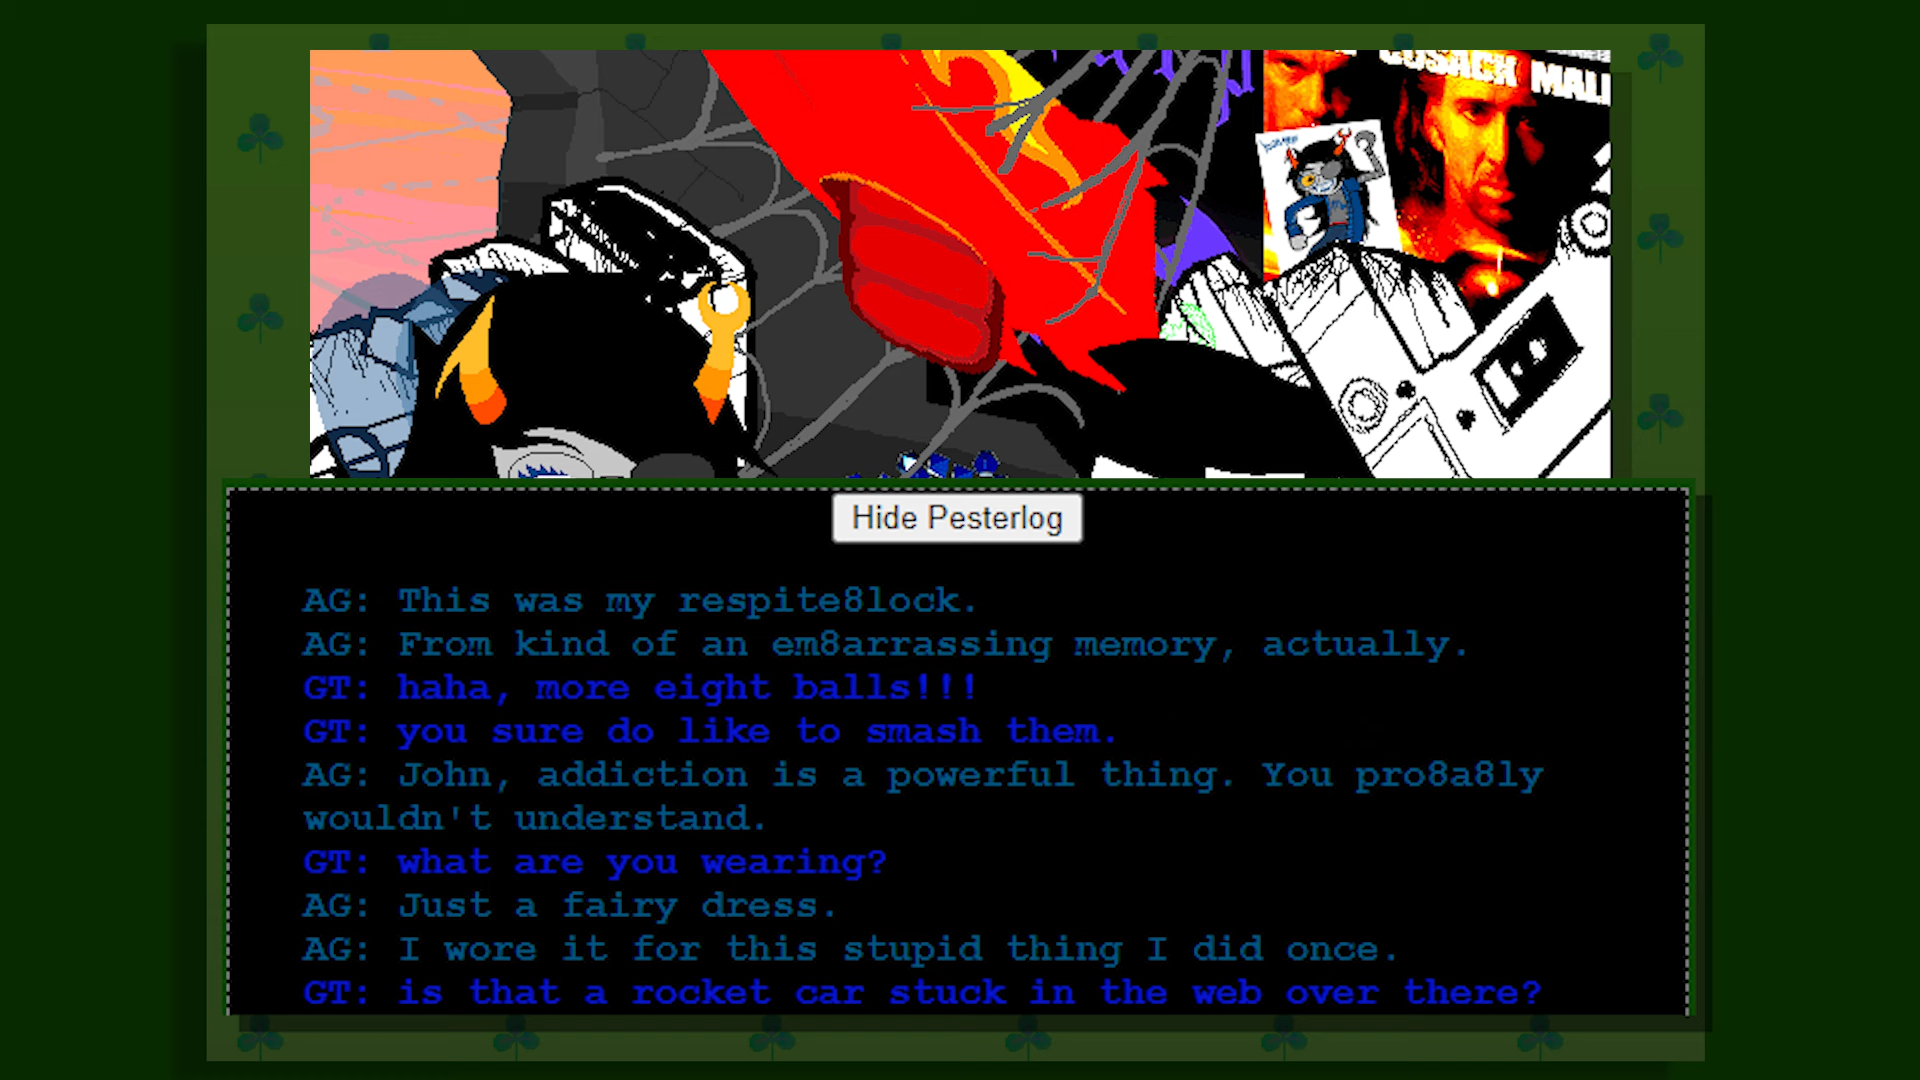 CUSACK MALK
Hide Pesterlog
AG: This was my respite8lock.
AG: From kind of an em8arrassing memory, actually.
GT: haha, more eight balls!!!
GT: you sure do like to smash them.
AG: John, addiction is a powerful thing. You pro8a8ly
wouldn't understand.
GT: what are you wearing?
AG: Just a fairy dress.
AG: I wore it for this stupid thing I did once.
GT: is that a rocket car stuck in the web over there?